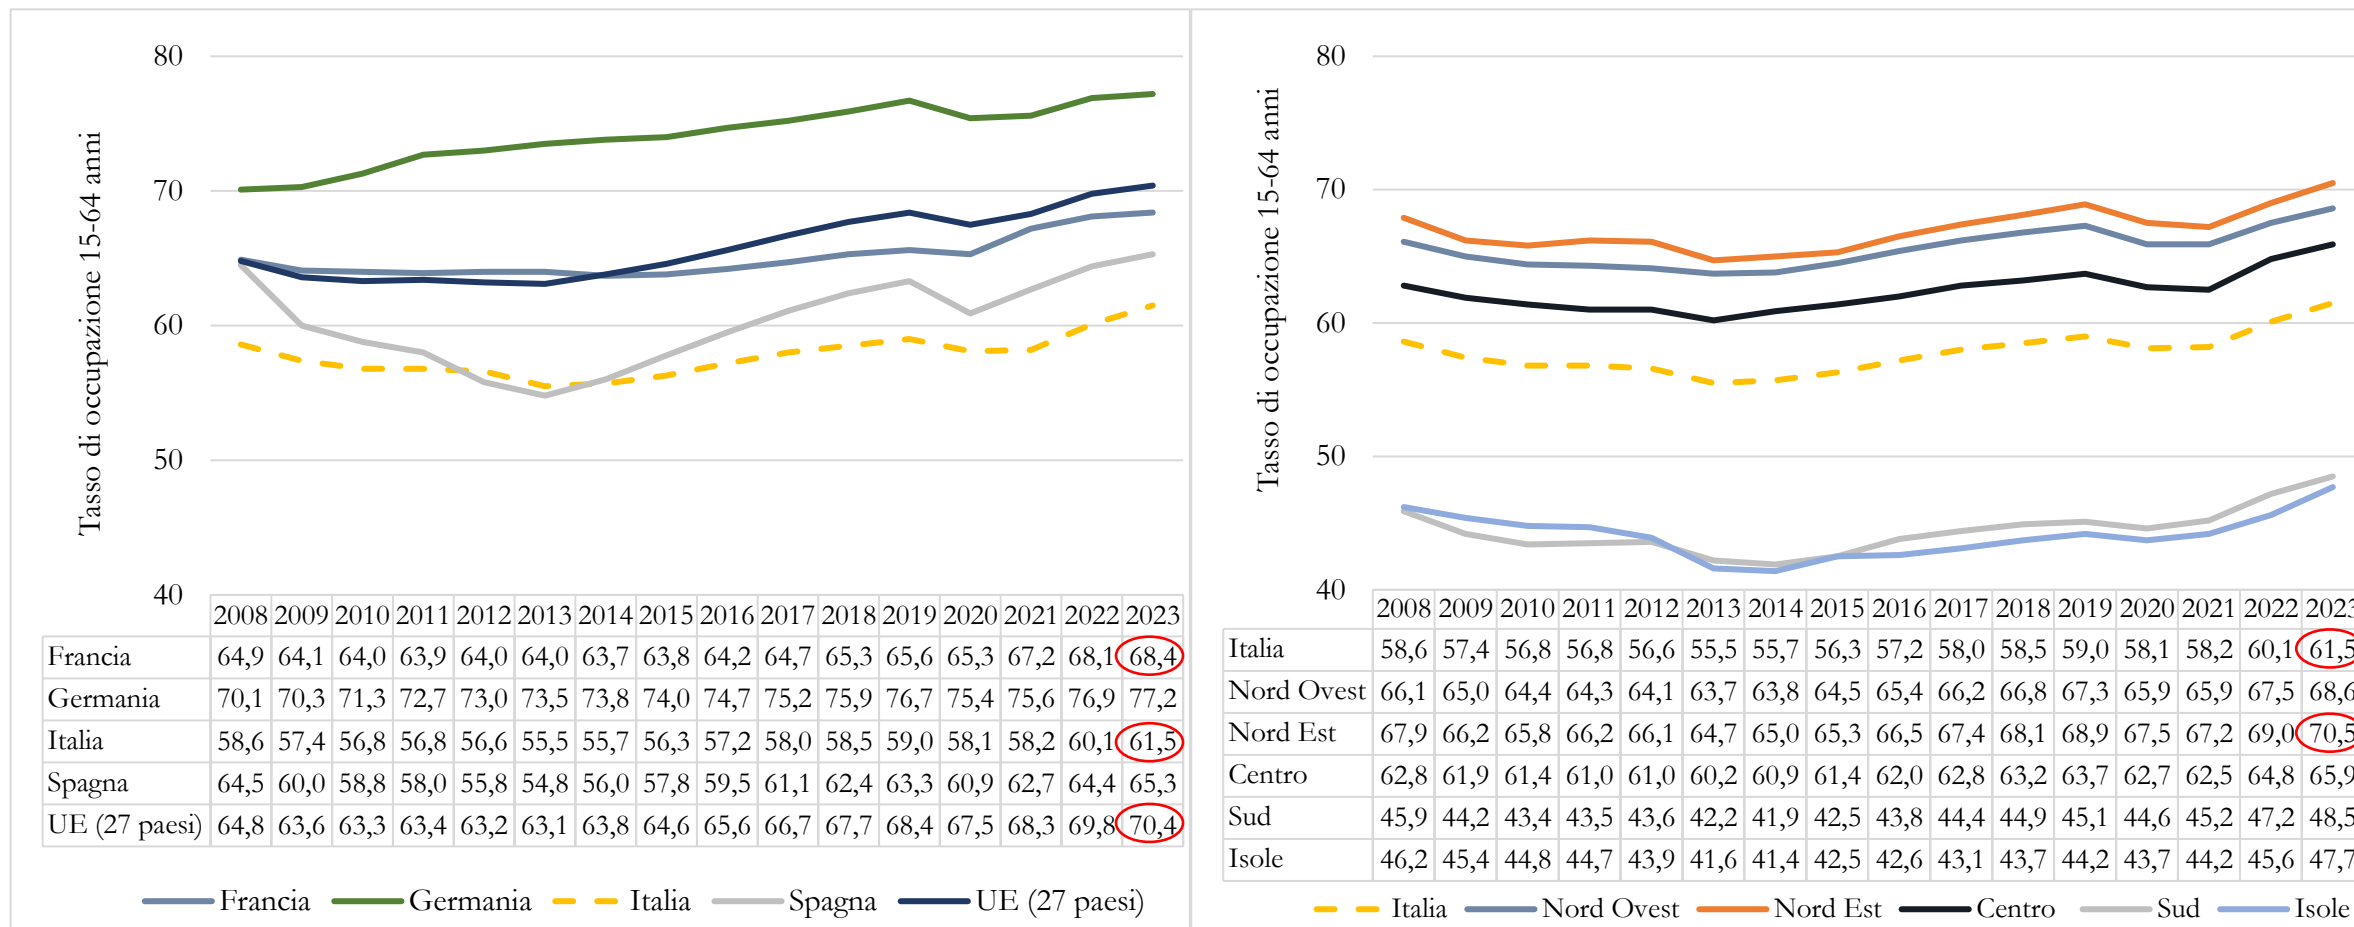 Tasso di occupazione 15-64 anni
80
70
60
50
40
2008 2009 2010 2011 2012 2013 2014 2015 2016 2017 2018 2019 2020 2021 2022 2023
Francia 64,9 64,1 64,0 63,9 64,0 64,0 63,7 63,8 64,2 64,7 65,3 65,6 65,3 67,2 68,1 68,4
Germania 70,1 70,3 71,3 72,7 73,0 73,5 73,8 74,0 74,7 75,2 75,9 76,7 75,4 75,6 76,9 77,2
Italia 58,6 57,4 56,8 56,8 56,6 55,5 55,7 56,3 57,2 58,0 58,5 59,0 58,1 58,2 60,1 61,5
Spagna 64,5 60,0 58,8 58,0 55,8 54,8 56,0 57,8 59,5 61,1 62,4 63,3 60,9 62,7 64,4 65,3
UE (27 paesi) 64,8 63,6 63,3 63,4 63,2 63,1 63,8 64,6 65,6 66,7 67,7 68,4 67,5 68,3 69,8 70,4
Francia Germania Italia Spagna UE (27 paesi)
Tasso di occupazione 15-64 anni
80
70
60
50
40
2008 2009 2010 2011 2012 2013 2014 2015 2016 2017 2018 2019 2020 2021 2022 2023
Italia 58,6 57,4 56,8 56,8 56,6 55,5 55,7 56,3 57,2 58,0 58,5 59,0 58,1 58,2 60,1 61,5
Nord Ovest 66,1 65,0 64,4 64,3 64,1 63,7 63,8 64,5 65,4 66,2 66,8 67,3 65,9 65,9 67,5 68,6
Nord Est 67,9 66,2 65,8 66,2 66,1 64,7 65,0 65,3 66,5 67,4 68,1 68,9 67,5 67,2 69,0 70,5
Centro 62,8 61,9 61,4 61,0 61,0 60,2 60,9 61,4 62,0 62,8 63,2 63,7 62,7 62,5 64,8 65,9
Sud 45,9 44,2 43,4 43,5 43,6 42,2 41,9 42,5 43,8 44,4 44,9 45,1 44,6 45,2 47,2 48,5
Isole 46,2 45,4 44,8 44,7 43,9 41,6 41,4 42,5 42,6 43,1 43,7 44,2 43,7 44,2 45,6 47,7
Italia Nord Ovest Nord Est Centro Sud Isole